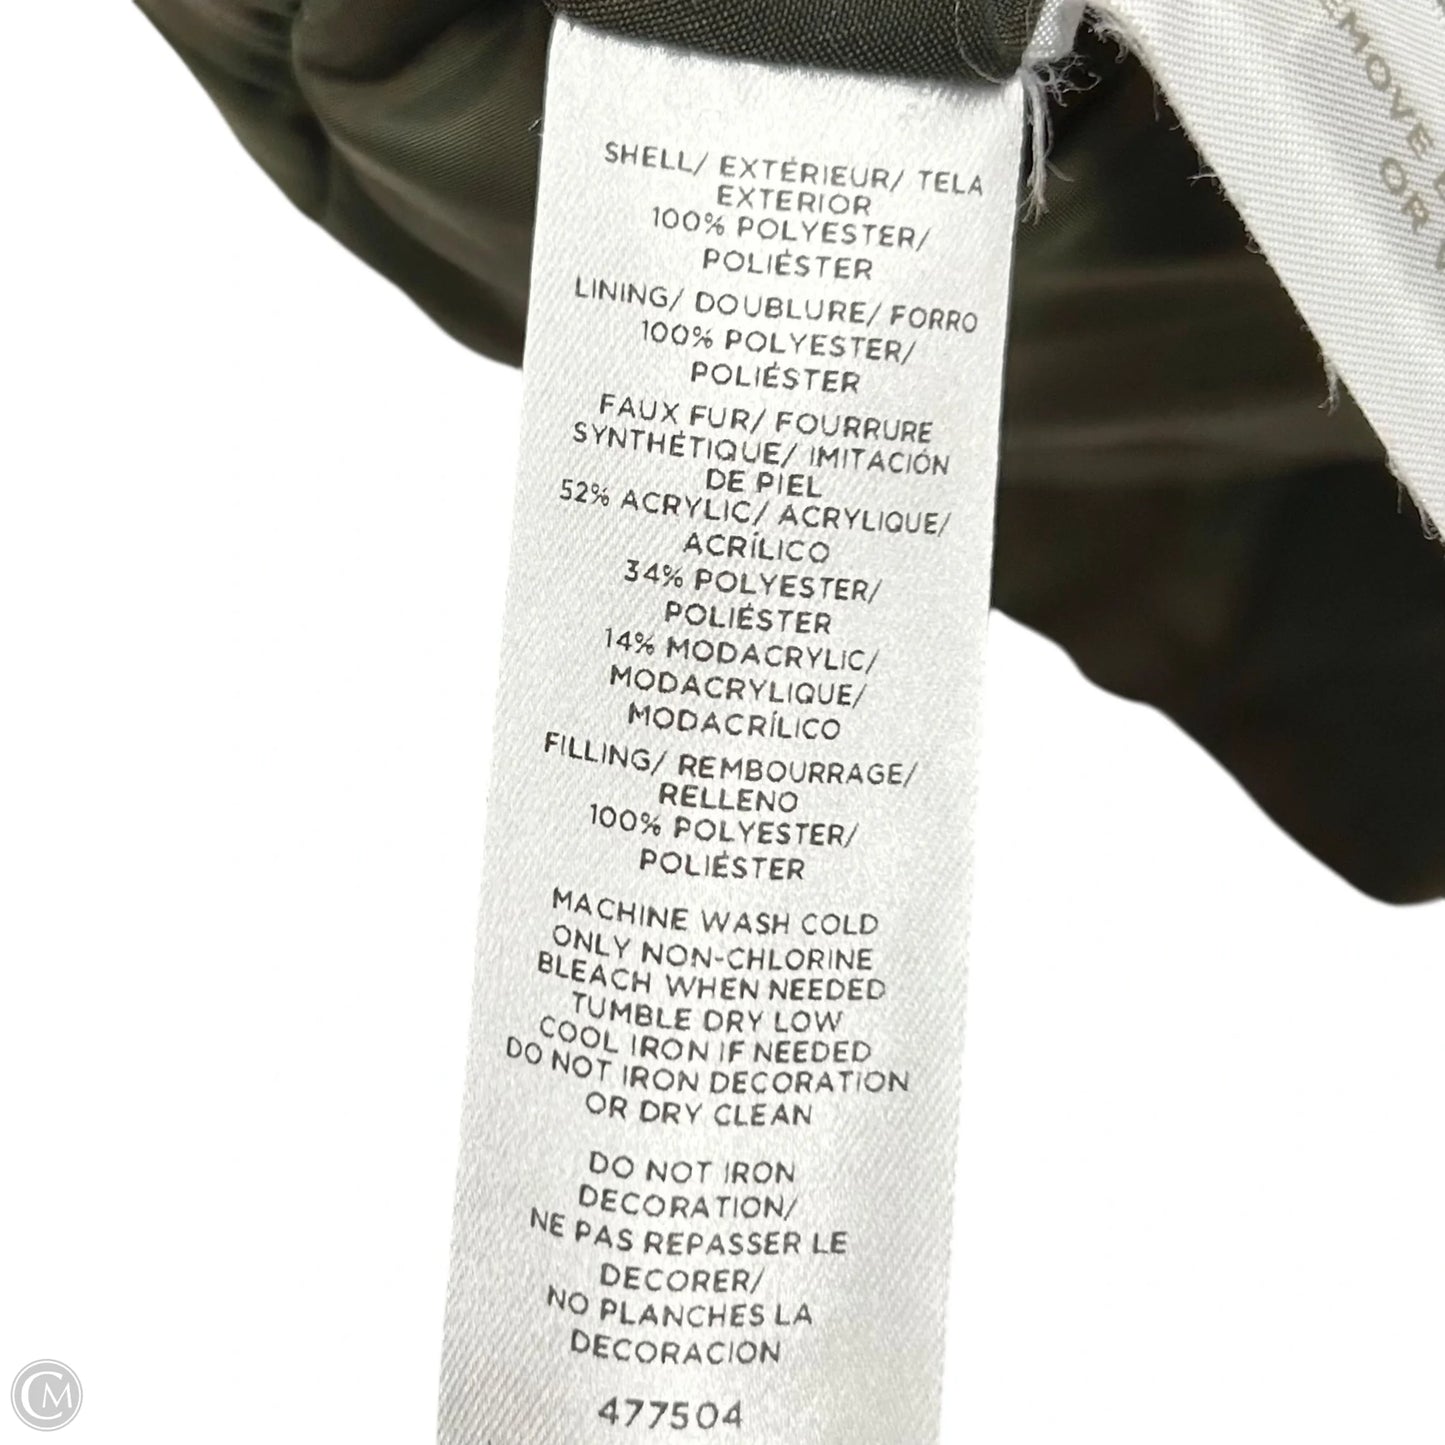 SHELL/ EXTÉRIEUR/ TELA
EXTERIOR
100% POLYESTER/
POLIÉSTER
LINING/ DOUBLURE/ FORRO
100% POLYESTER/
POLIÉSTER
FAUX FUR/ FOURRURE
SYNTHÉTIQUE/ IMITACIÓN
DE PIEL
52% ACRYLIC/ ACRYLIQUE/
ACRÍLICO
34% POLYESTER/
POLIÉSTER
14% MODACRYLIC/
MODACRYLIQUE/
MODACRÍLICO
FILLING/ REMBOURRAGE/
RELLENO
100% POLYESTER/
POLIÉSTER
MACHINE WASH COLD
ONLY NON-CHLORINE
BLEACH WHEN NEEDED
TUMBLE DRY LOW
COOL IRON IF NEEDED
DO NOT IRON DECORATION
OR DRY CLEAN
DO NOT IRON
DECORATION/
NE PAS REPASSER LE
DECORER/
NO PLANCHES LA
DECORACION
477504
EMOVE
OR
CM